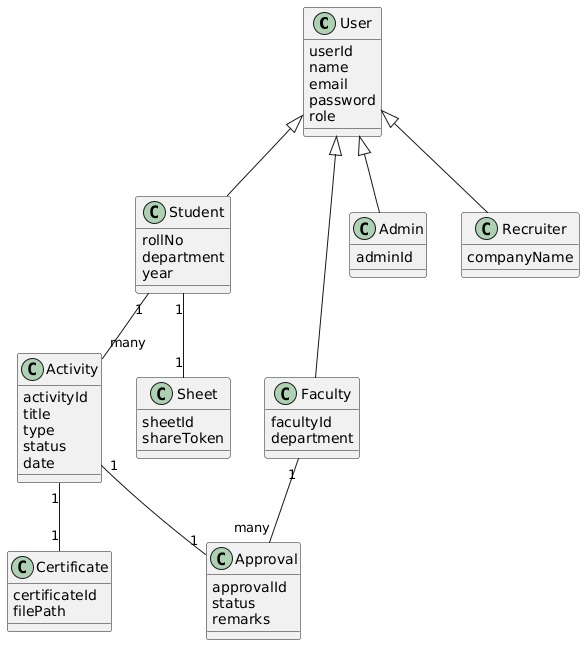 C User
userId
name
email
password
role
C Student
rollNo
department
year
C Admin
adminId
C Recruiter
companyName
1
many
1
1
C Activity
activityId
title
type
status
date
C Sheet
sheetId
shareToken
C Faculty
facultyId
department
1
1
1
1
1
many
C Certificate
certificateId
filePath
C Approval
approvalId
status
remarks